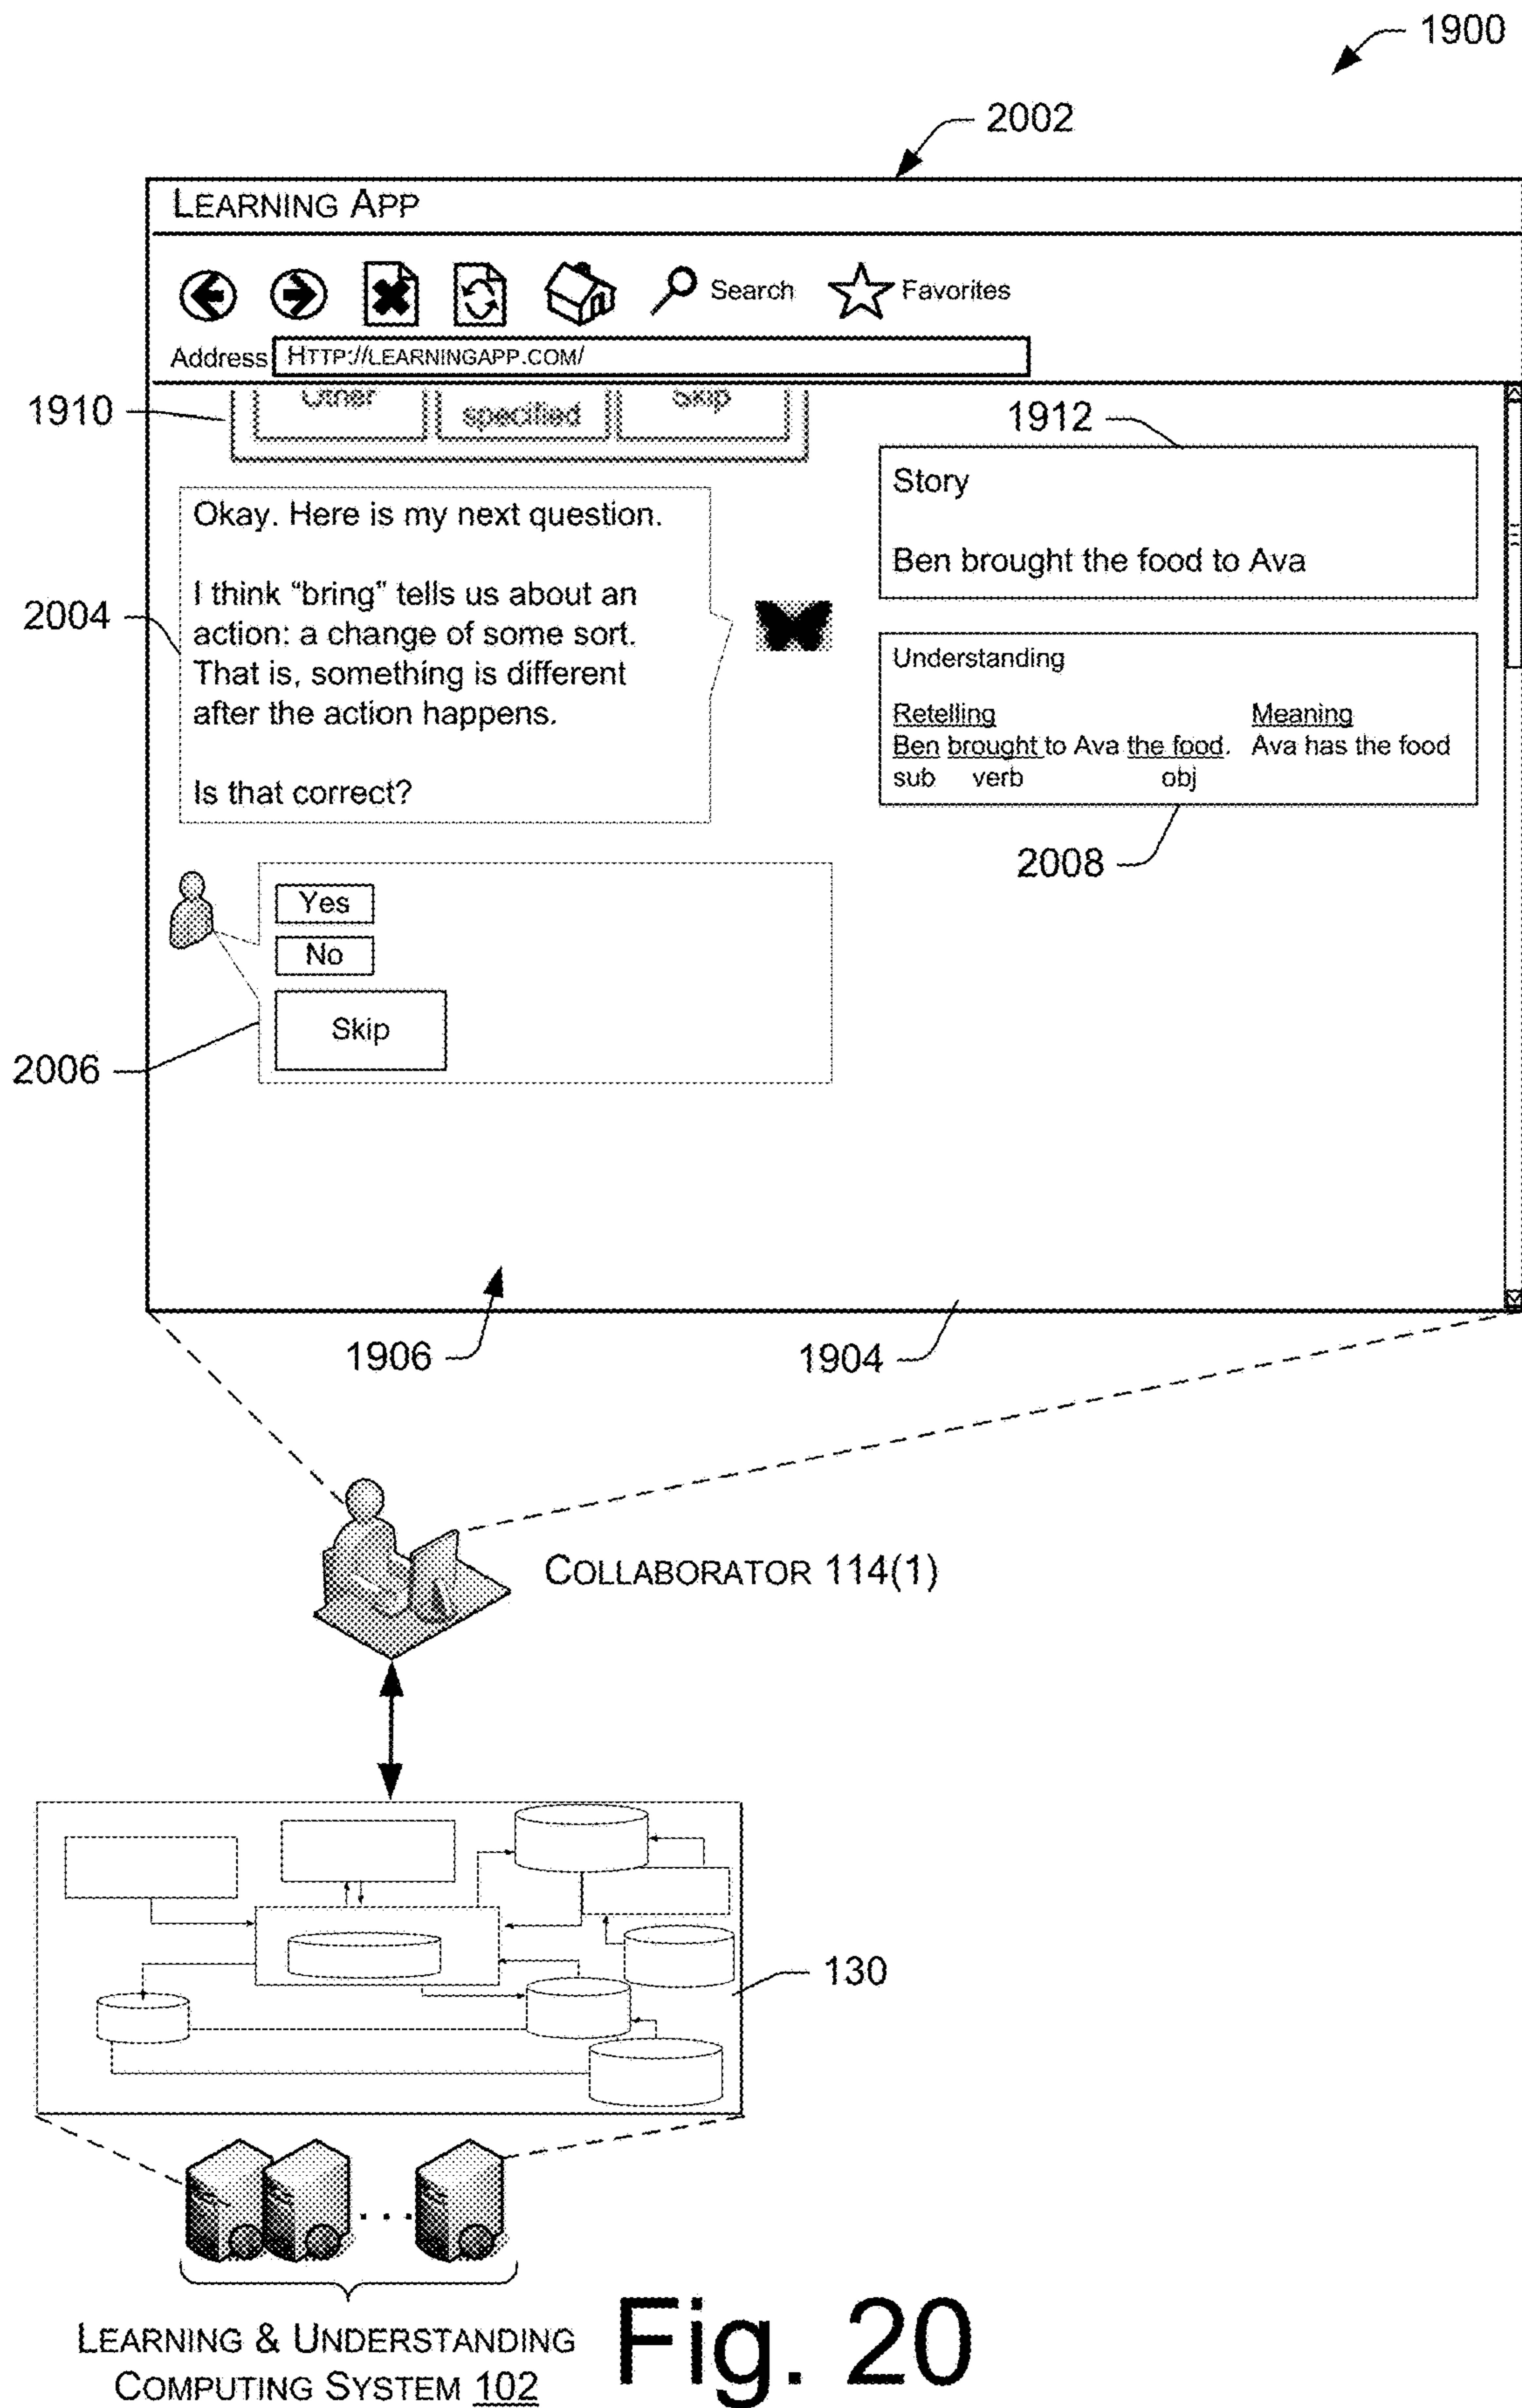 1900
2002
LEARNING APP
Search
Favorites
Address
HTTP://LEARNINGAPP.COM/
1910
Other
specified
Skip
1912
Story
Ben brought the food to Ava
Okay. Here is my next question.
I think “bring” tells us about an
action: a change of some sort.
That is, something is different
after the action happens.
Is that correct?
2004
Understanding
Retelling Meaning
Ben brought to Ava the food. Ava has the food
sub verb obj
2008
Yes
No
Skip
2006
1906
1904
COLLABORATOR 114(1)
130
LEARNING & UNDERSTANDING
COMPUTING SYSTEM 102
Fig. 20